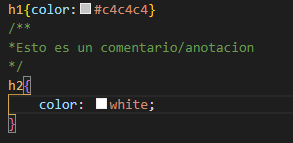 h1{color: #c4c4c4}
/**
*Esto es un comentario/anotacion
*/
h2{
    color: white;
}